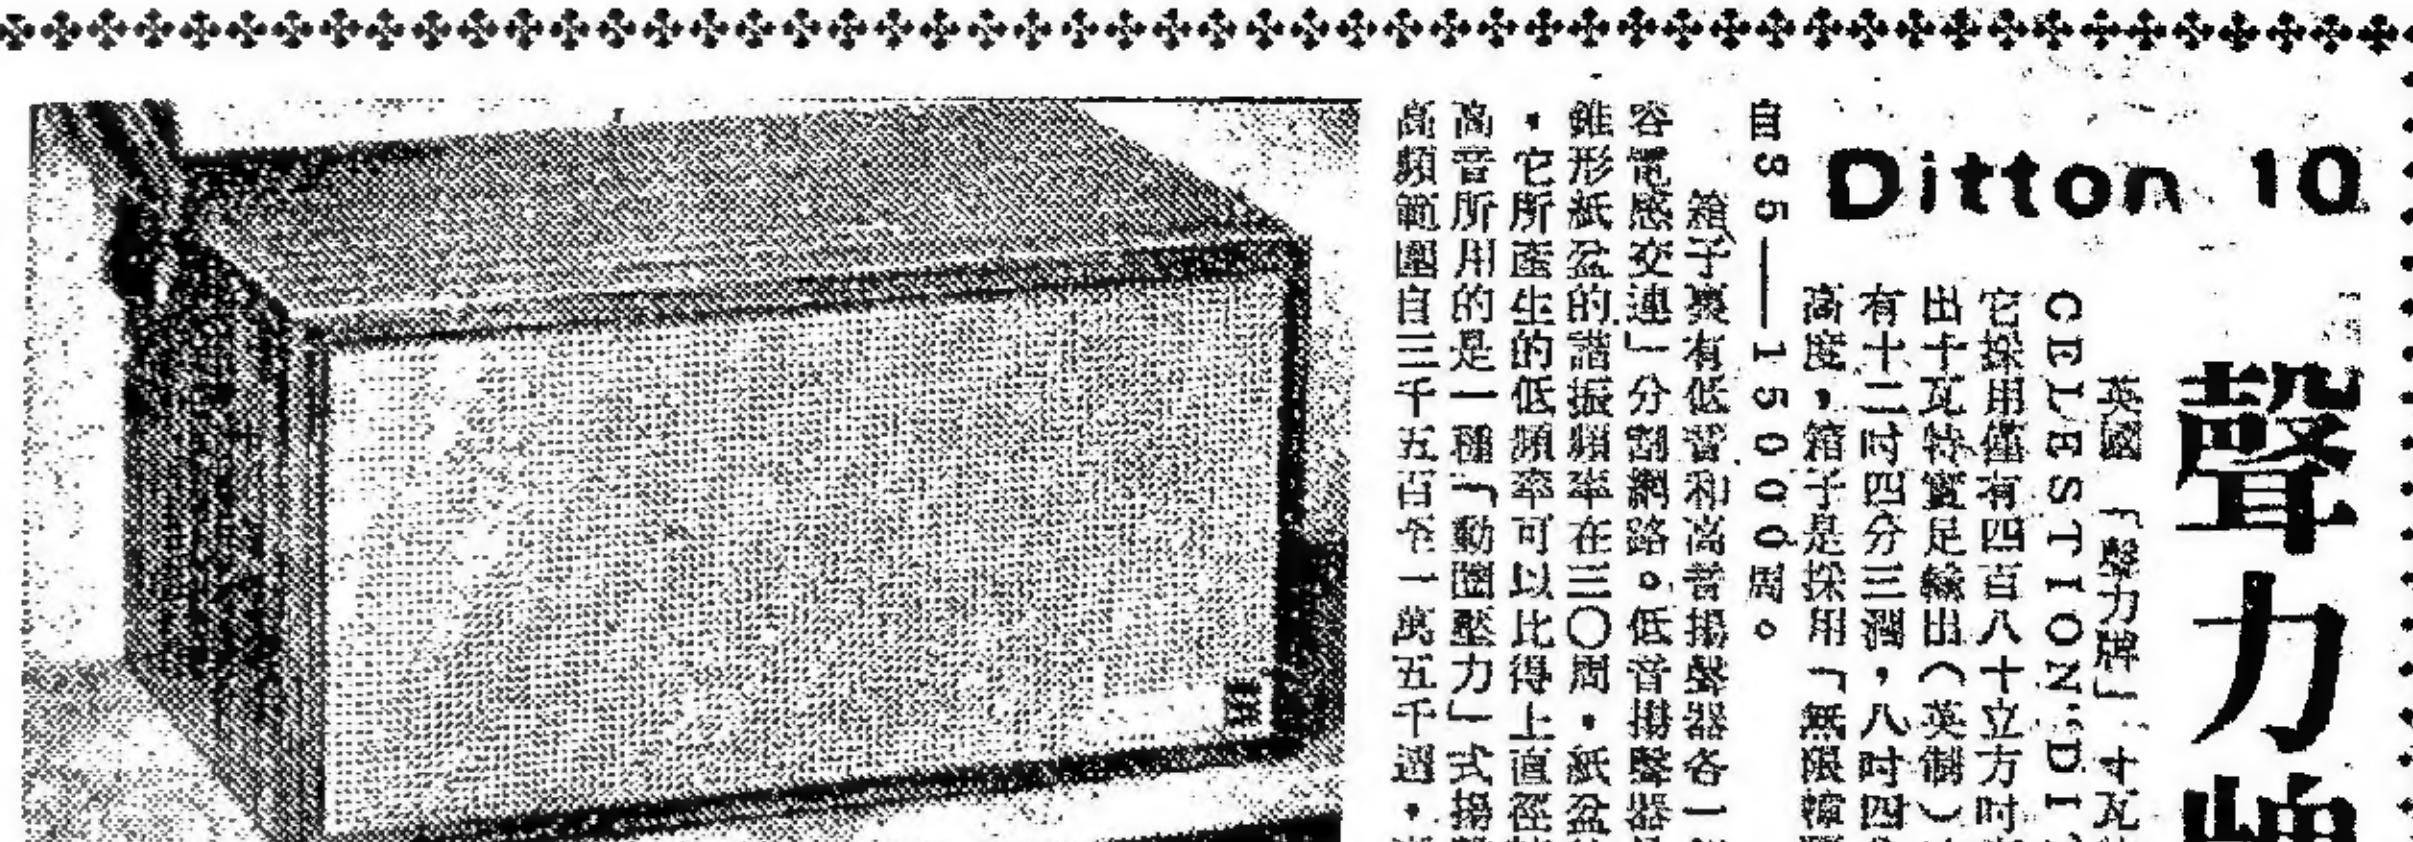 Ditton 10
聲力牌
英國「聲力牌」十瓦
CELESTION:DI
它採用僅有四百八十立方吋
出十瓦特實足輸出(英制)
有十二吋四分三濶,八吋四
高度,箱子是採用「無限障
自35—15000周。
箱子裏有低音和高音揚聲器各一
容電感交連」分割網路。低音揚聲器
錐形紙盆的諧振頻率在三〇周,紙盆
,它所產生的低頻率可以比得上直徑
高音所用的是一種「動圈壓力」式揚
高頻範圍自三千五百至一萬五千週,